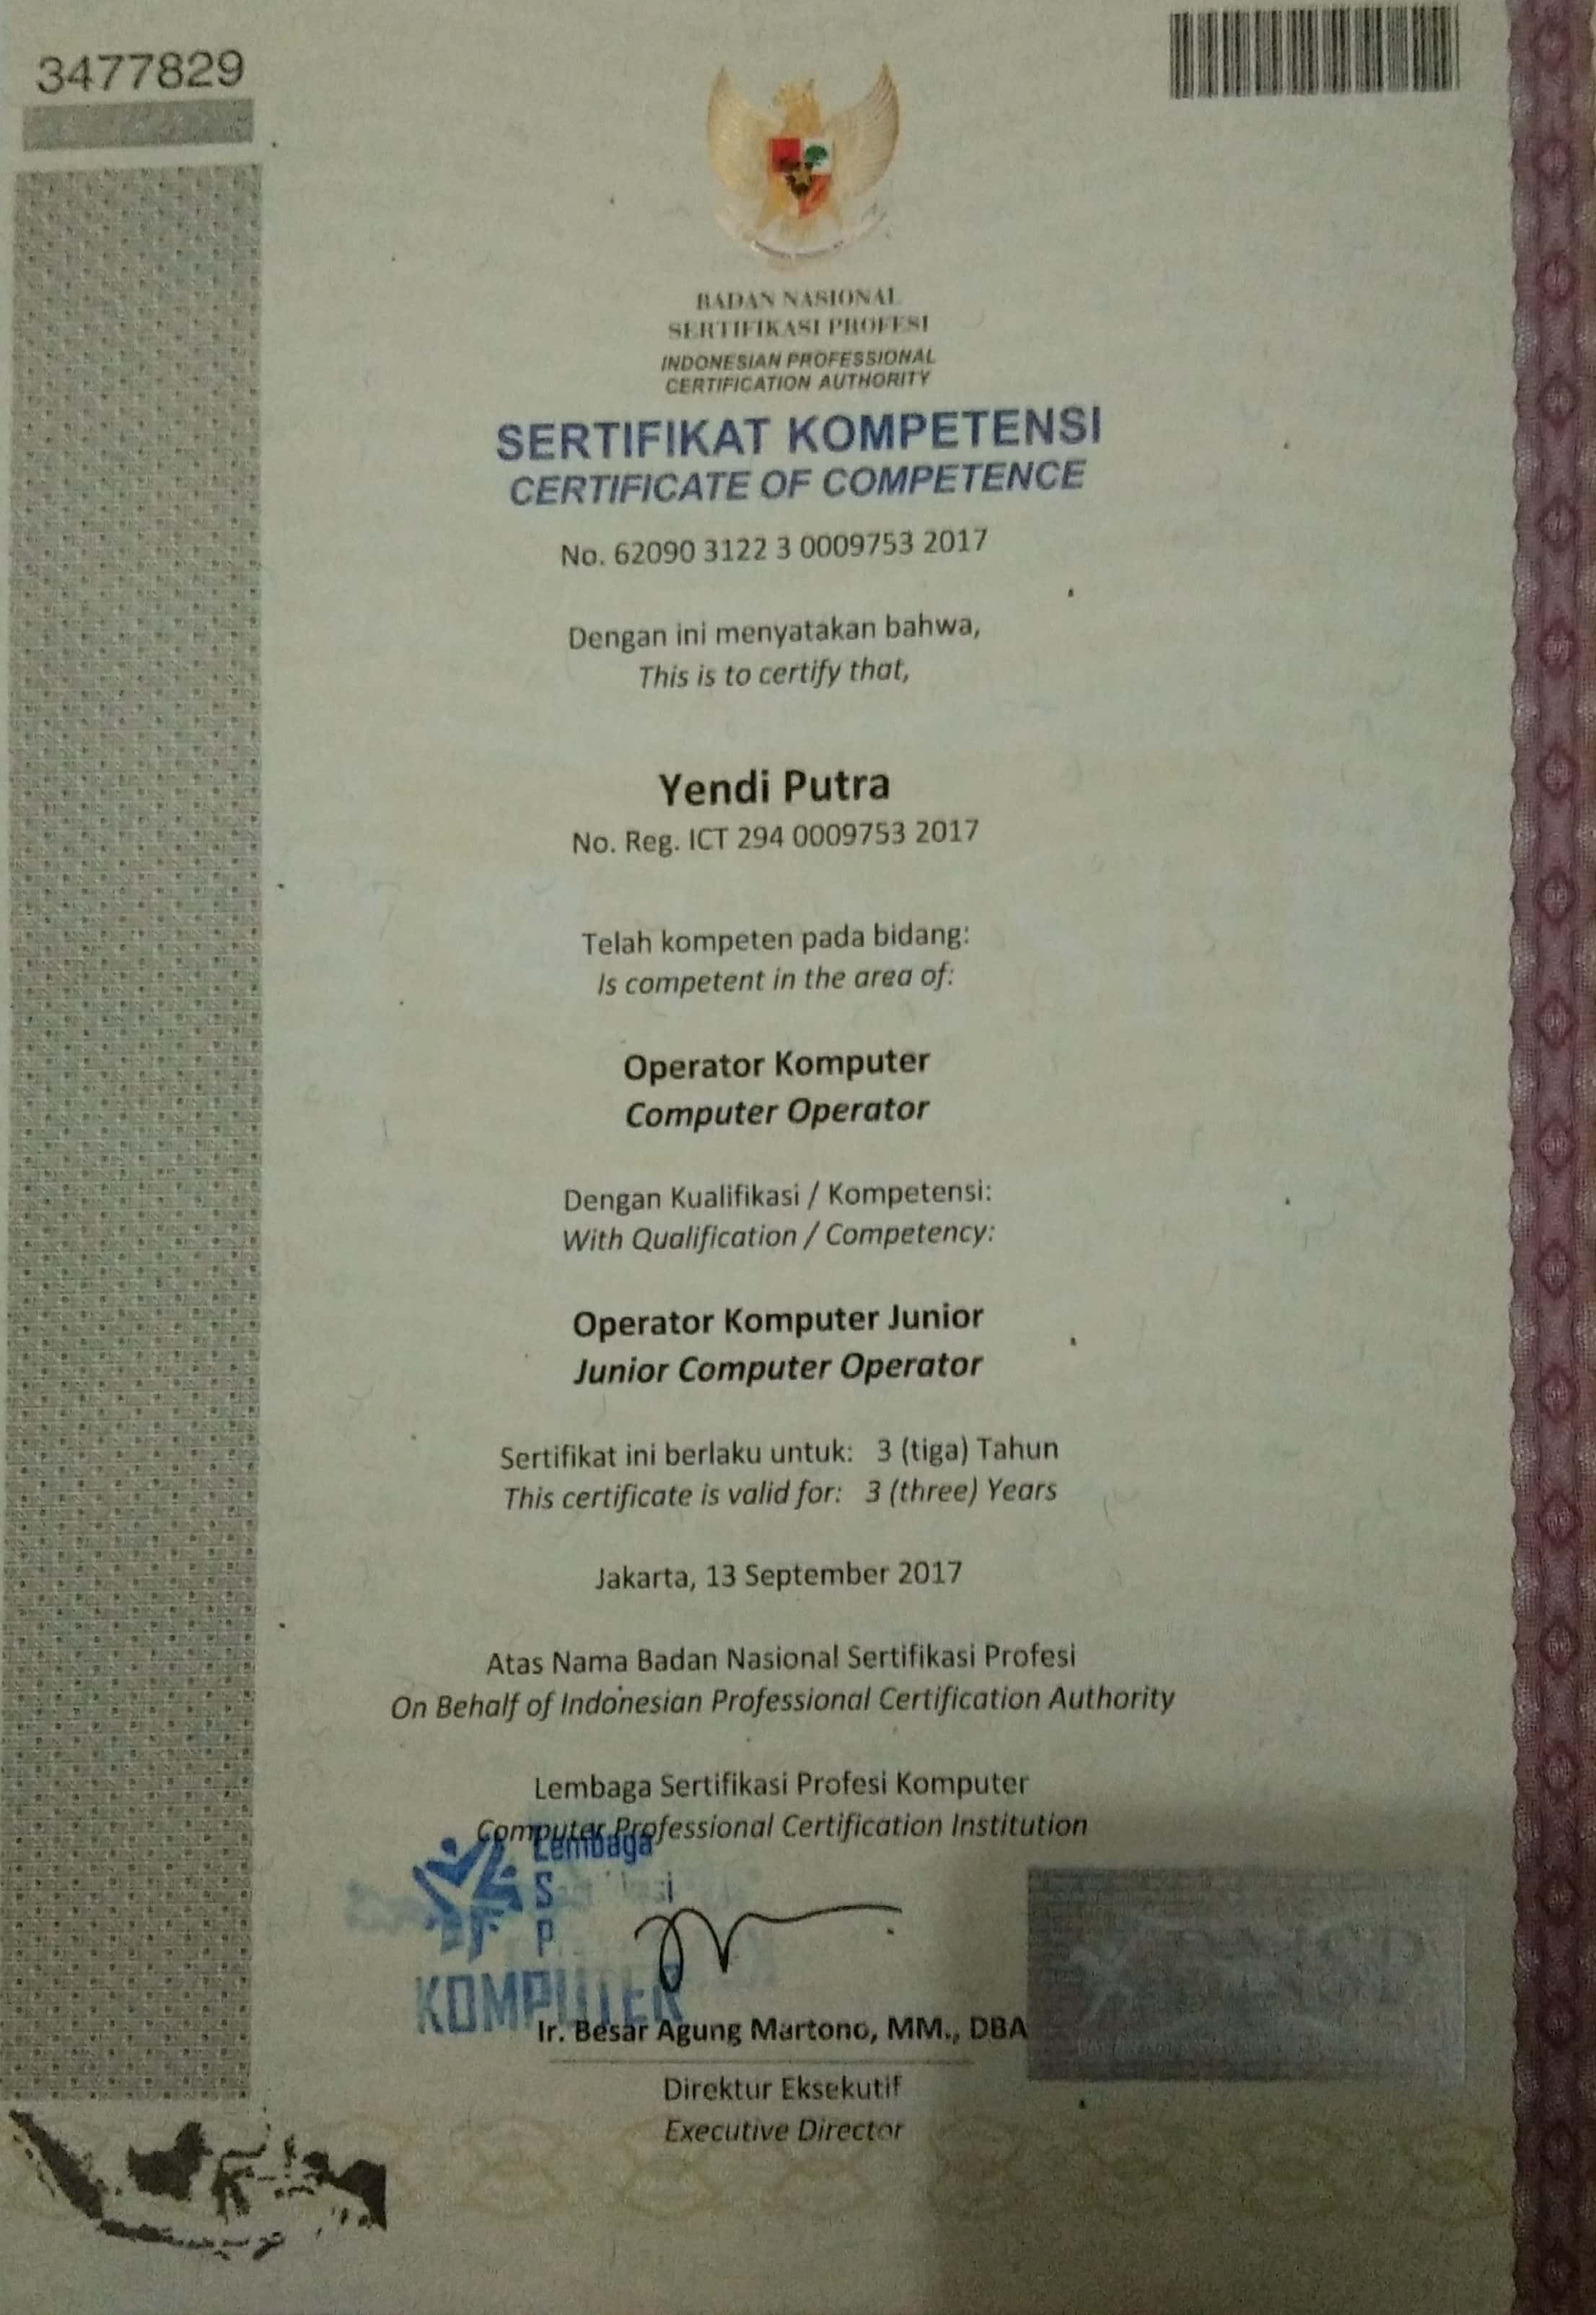 3477829
BADAN NASIONAL
SERTIFIKASI PROFESI
INDONESIAN PROFESSIONAL
CERTIFICATION AUTHORITY
SERTIFIKAT KOMPETENSI
CERTIFICATE OF COMPETENCE
No. 62090 3122 3 0009753 2017
Dengan ini menyatakan bahwa,
This is to certify that,
Yendi Putra
No. Reg. ICT 294 0009753 2017
Telah kompeten pada bidang:
Is competent in the area of:
Operator Komputer
Computer Operator
Dengan Kualifikasi / Kompetensi:
With Qualification / Competency:
Operator Komputer Junior
Junior Computer Operator
Sertifikat ini berlaku untuk: 3 (tiga) Tahun
This certificate is valid for: 3 (three) Years
Jakarta, 13 September 2017
Atas Nama Badan Nasional Sertifikasi Profesi
On Behalf of Indonesian Professional Certification Authority
Lembaga Sertifikasi Profesi Komputer
Computer Professional Certification Institution
Lembaga
S
P
KOMPUTER
Ir. Besar Agung Martono, MM., DBA
Direktur Eksekutif
Executive Director